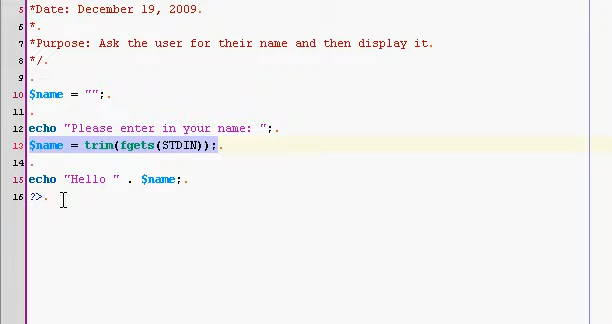 5 *Date: December 19, 2009.
6 *.
7 *Purpose: Ask the user for their name and then display it.
8 */.
9 .
10 $name = "";.
11 .
12 echo "Please enter in your name: ";.
13 $name = trim(fgets(STDIN));.
14 .
15 echo "Hello " . $name;.
16 ?>.